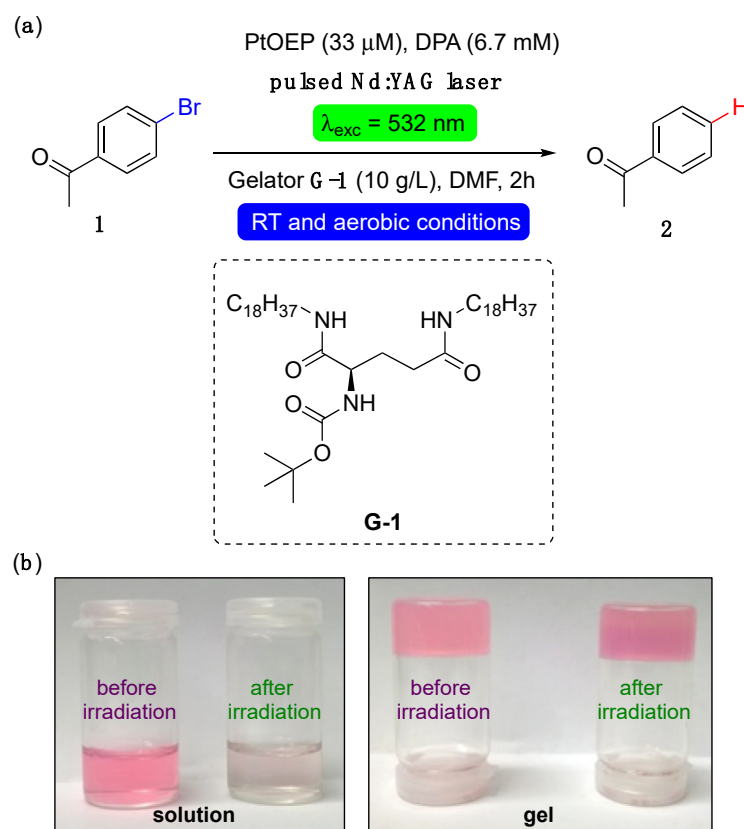 (a)
PtOEP (33 μM), DPA (6.7 mM)
pulsed Nd:YAG laser
λexc = 532 nm
Gelator G-1 (10 g/L), DMF, 2h
RT and aerobic conditions
Br
O
1
H
O
2
C18H37
NH
HN
C18H37
O
O
O
NH
O
G-1
(b)
before
irradiation
after
irradiation
solution
before
irradiation
after
irradiation
gel